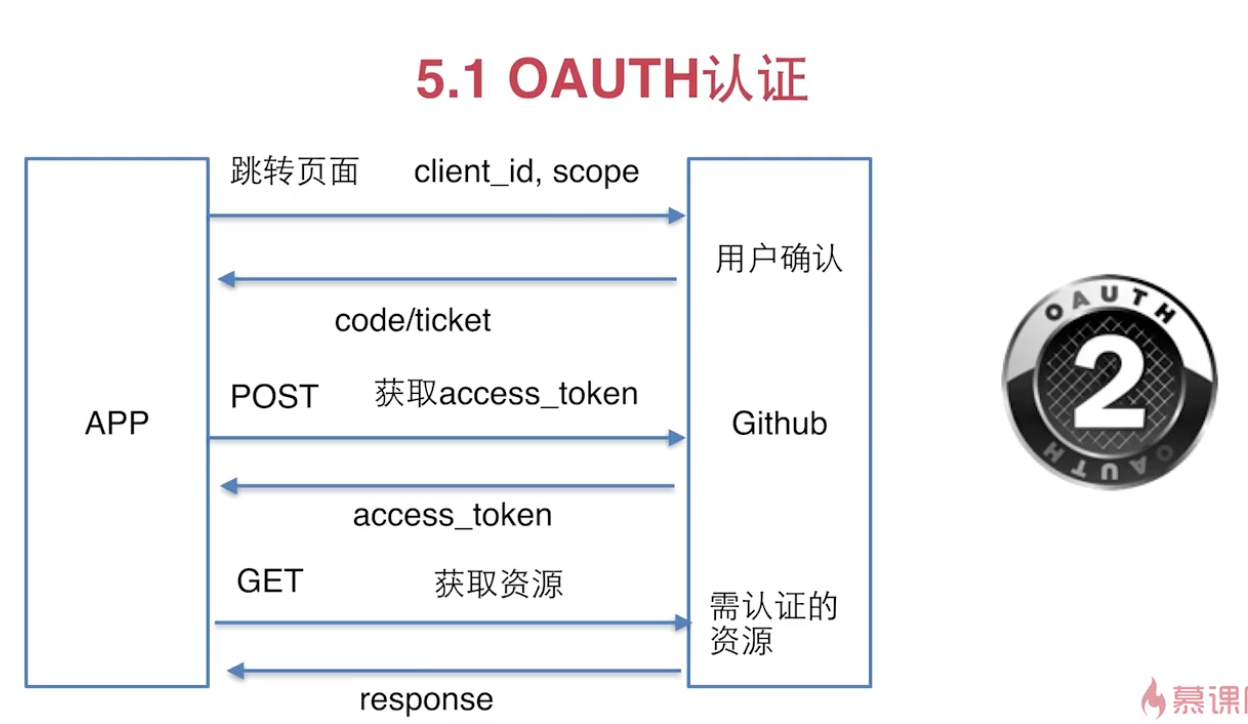 5.1 OAUTH认证
跳转页面 client_id, scope
用户确认
code/ticket
POST 获取access_token
APP
Github
access_token
GET 获取资源
需认证的
资源
response
OAUTH
2
OAUTH
慕课